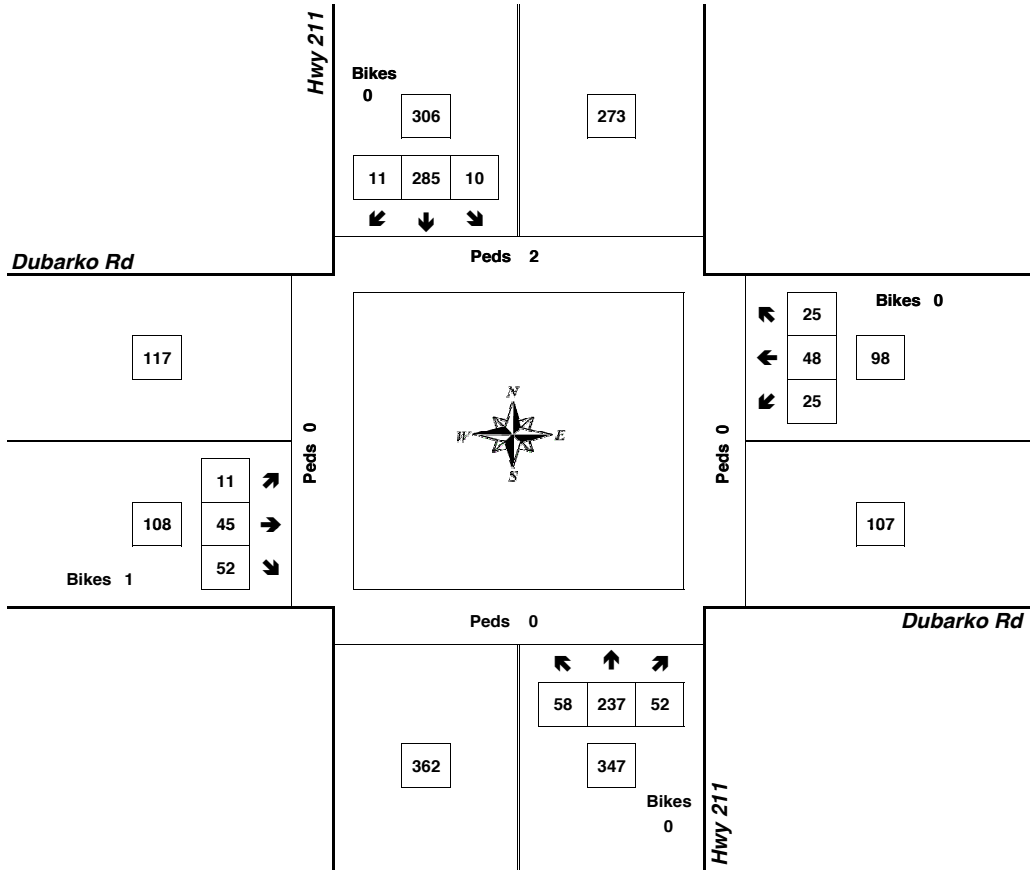 Hwy 211
Bikes
0
306
273
11 285 10
Peds 2
Dubarko Rd
25
Bikes 0
117
48
98
25
N
W E
S
Peds 0
Peds 0
11
108
45
107
52
Bikes 1
Peds 0
Dubarko Rd
58 237 52
362
347
Bikes
0
Hwy 211